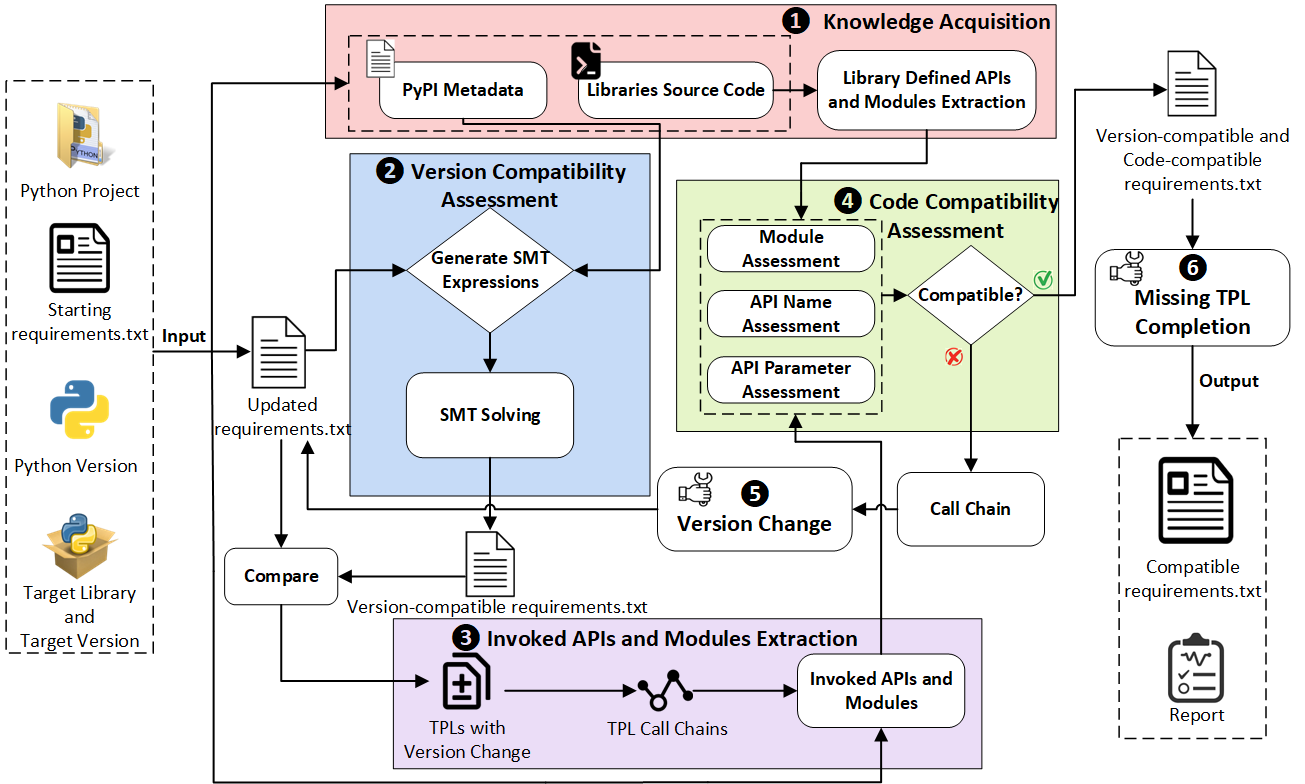 1 Knowledge Acquisition
PyPI Metadata
Libraries Source Code
Library Defined APIs
and Modules Extraction
Python Project
Starting
requirements.txt
Python Version
Target Library
and
Target Version
PYTHON
Input
Updated
requirements.txt
2 Version Compatibility
Assessment
Generate SMT
Expressions
SMT Solving
Version-compatible requirements.txt
Compare
3 Invoked APIs and Modules Extraction
TPLs with
Version Change
TPL Call Chains
Invoked APIs and
Modules
4 Code Compatibility
Assessment
Module
Assessment
API Name
Assessment
API Parameter
Assessment
Compatible?
Call Chain
5
Version Change
Version-compatible and
Code-compatible
requirements.txt
6
Missing TPL
Completion
Output
Compatible
requirements.txt
Report